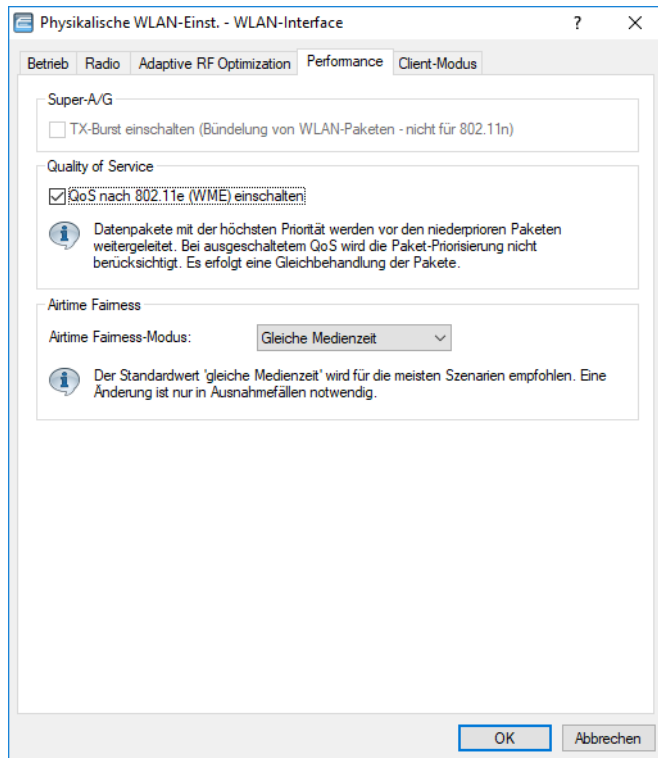 Physikalische WLAN-Einst. - WLAN-Interface ?
Betrieb Radio Adaptive RF Optimization Performance Client-Modus
Super-A/G
TX-Burst einschalten (Bündelung von WLAN-Paketen - nicht für 802.11n)
Quality of Service
QoS nach 802.11e (WME) einschalten
Datenpakete mit der höchsten Priorität werden vor den niederprioren Paketen
weitergeleitet. Bei ausgeschaltetem QoS wird die Paket-Priorisierung nicht
berücksichtigt. Es erfolgt eine Gleichbehandlung der Pakete.
Airtime Fairness
Airtime Fairness-Modus: Gleiche Medienzeit
Der Standardwert 'gleiche Medienzeit' wird für die meisten Szenarien empfohlen. Eine
Änderung ist nur in Ausnahmefällen notwendig.
OK Abbrechen